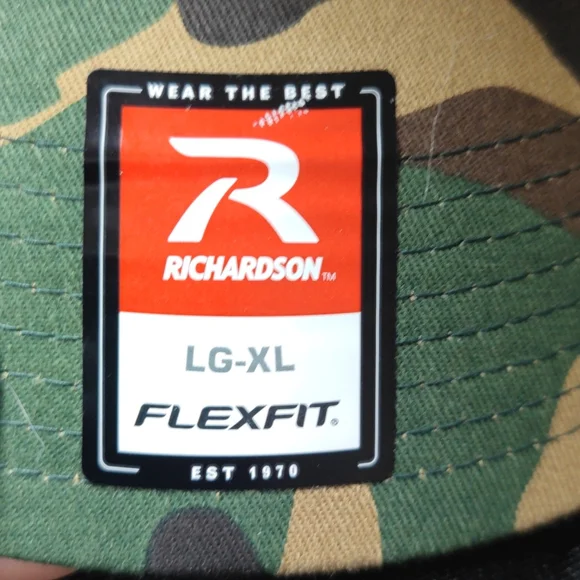 WEAR THE BEST
R
RICHARDSON™
LG-XL
FLEXFIT®
EST 1970